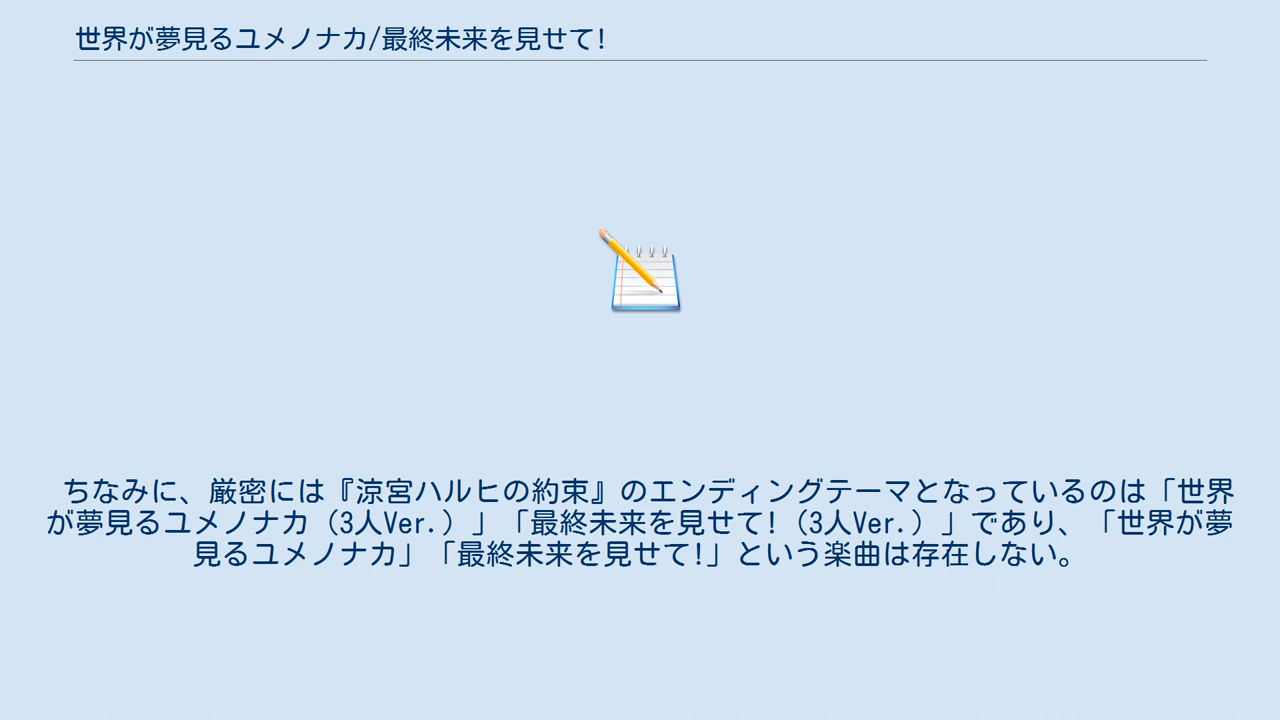 世界が夢見るユメノナカ/最終未来を見せて!
ちなみに、厳密には『涼宮ハルヒの約束』のエンディングテーマとなっているのは「世界
が夢見るユメノナカ（3人Ver.）」「最終未来を見せて!（3人Ver.）」であり、「世界が夢
見るユメノナカ」「最終未来を見せて!」という楽曲は存在しない。